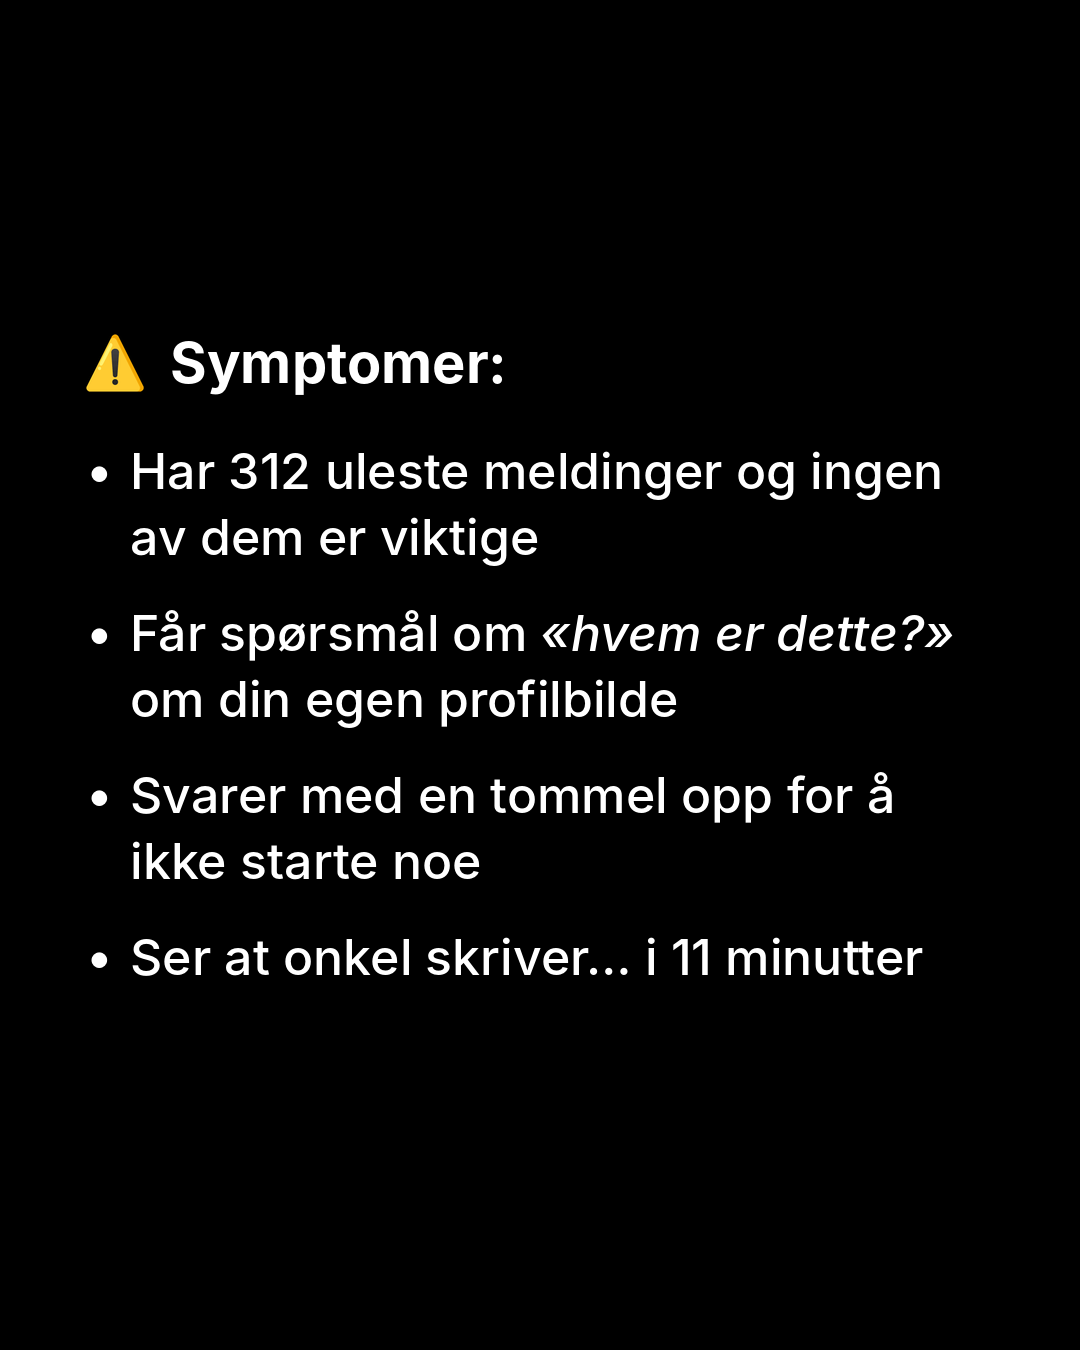 ⚠️ Symptomer:
• Har 312 uleste meldinger og ingen
av dem er viktige
• Får spørsmål om «hvem er dette?»
om din egen profilbilde
• Svarer med en tommel opp for å
ikke starte noe
• Ser at onkel skriver... i 11 minutter